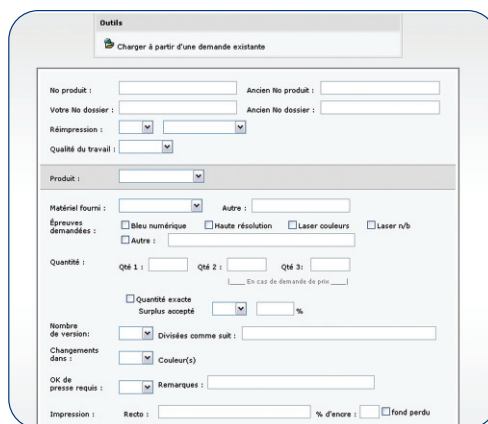 Outils
Charger à partir d'une demande existante
No produit : Ancien No produit :
Votre No dossier : Ancien No dossier :
Réimpression :
Qualité du travail :
Produit :
Matériel fourni : Autre :
Épreuves demandées : Bleu numérique Haute résolution Laser couleurs Laser n/b
Autre :
Quantité : Qté 1 : Qté 2 : Qté 3:
|____ En cas de demande de prix ____|
Quantité exacte
Surplus accepté %
Nombre de version: Divisées comme suit :
Changements dans : Couleur(s)
OK de presse requis : Remarques :
Impression : Recto : % d'encre : fond perdu